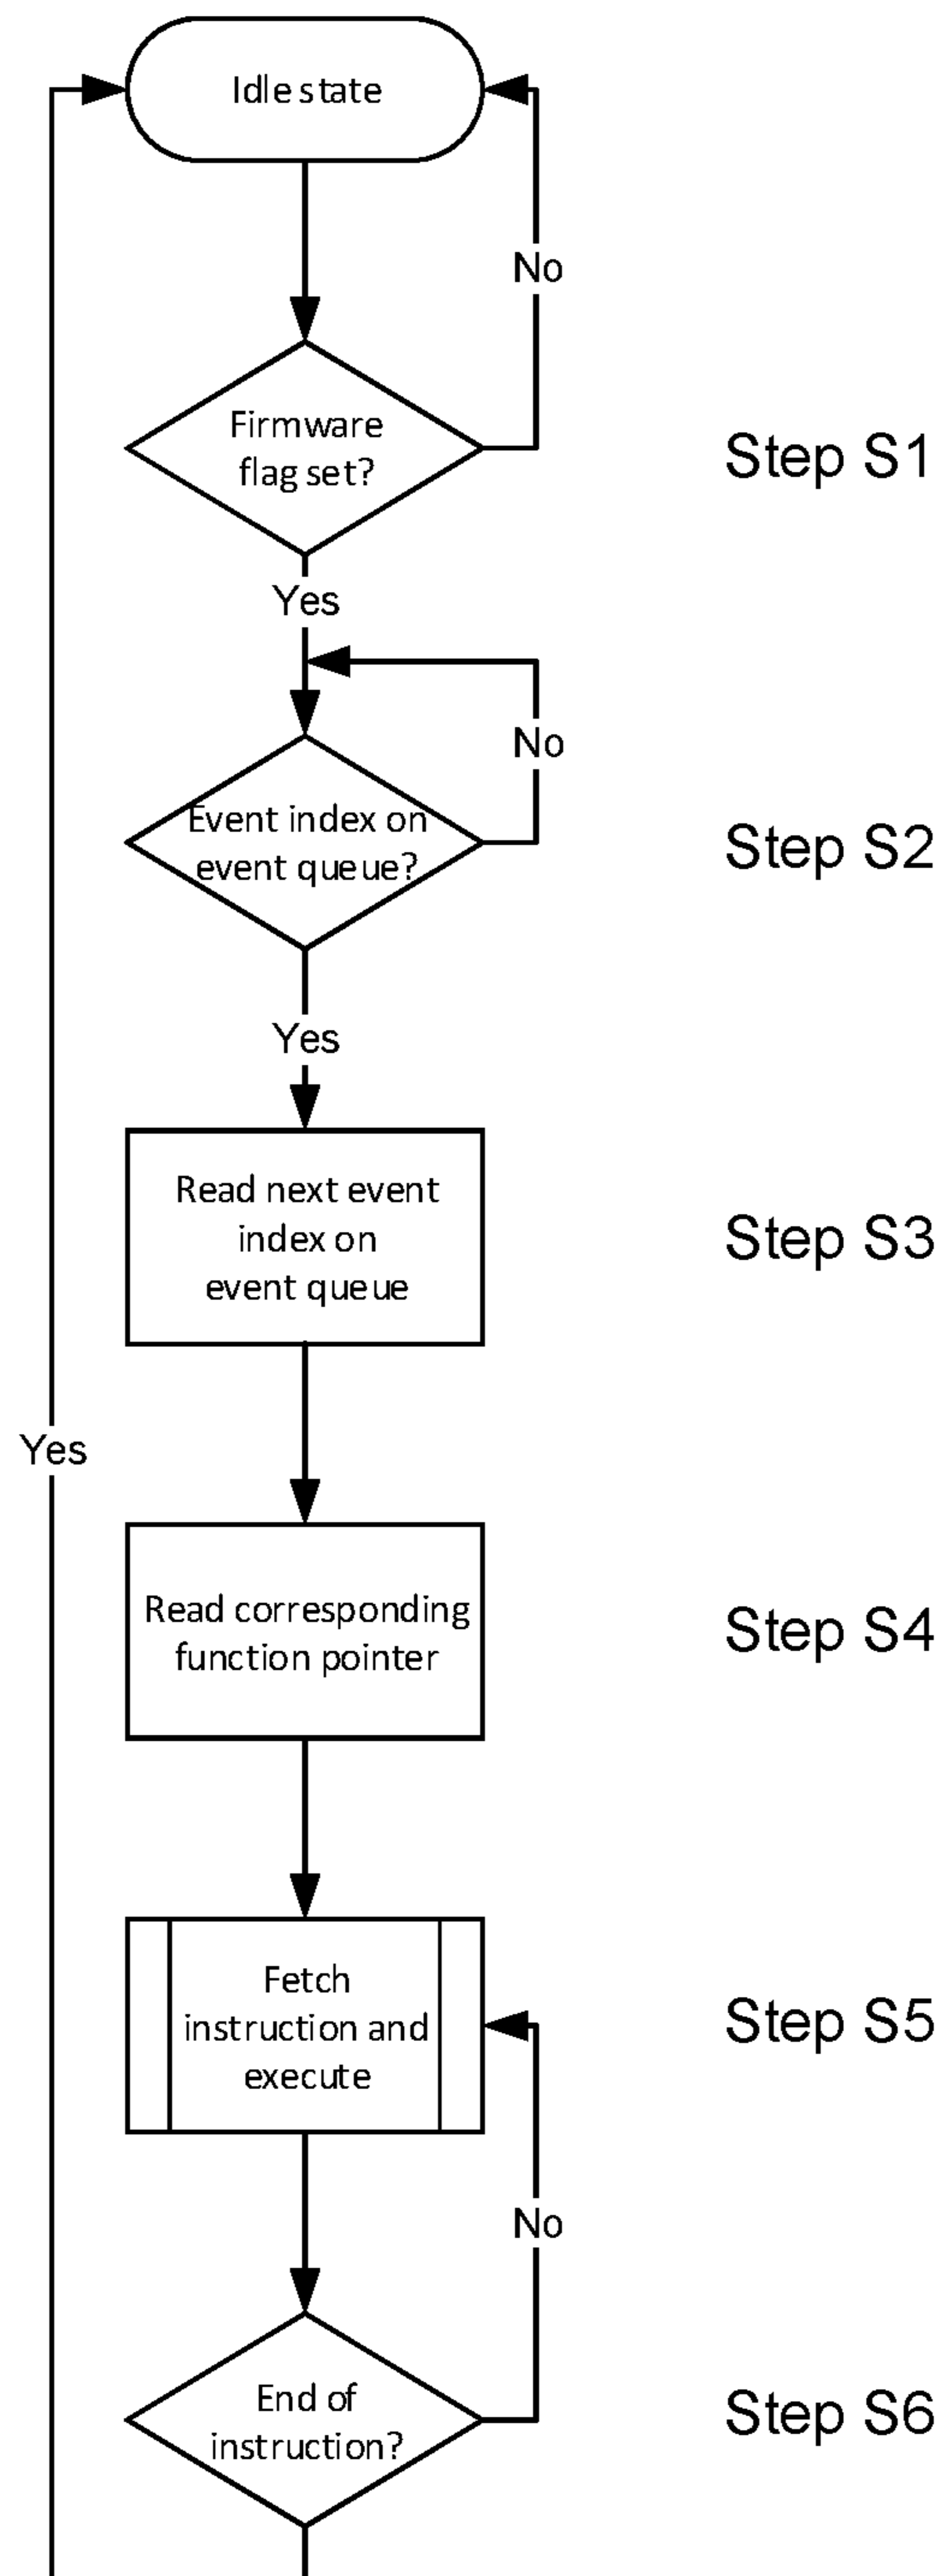 Idle state
No
Firmware
flag set?
Step S1
Yes
No
Event index on
event queue?
Step S2
Yes
Read next event
index on
event queue
Step S3
Yes
Read corresponding
function pointer
Step S4
Fetch
instruction and
execute
Step S5
No
End of
instruction?
Step S6